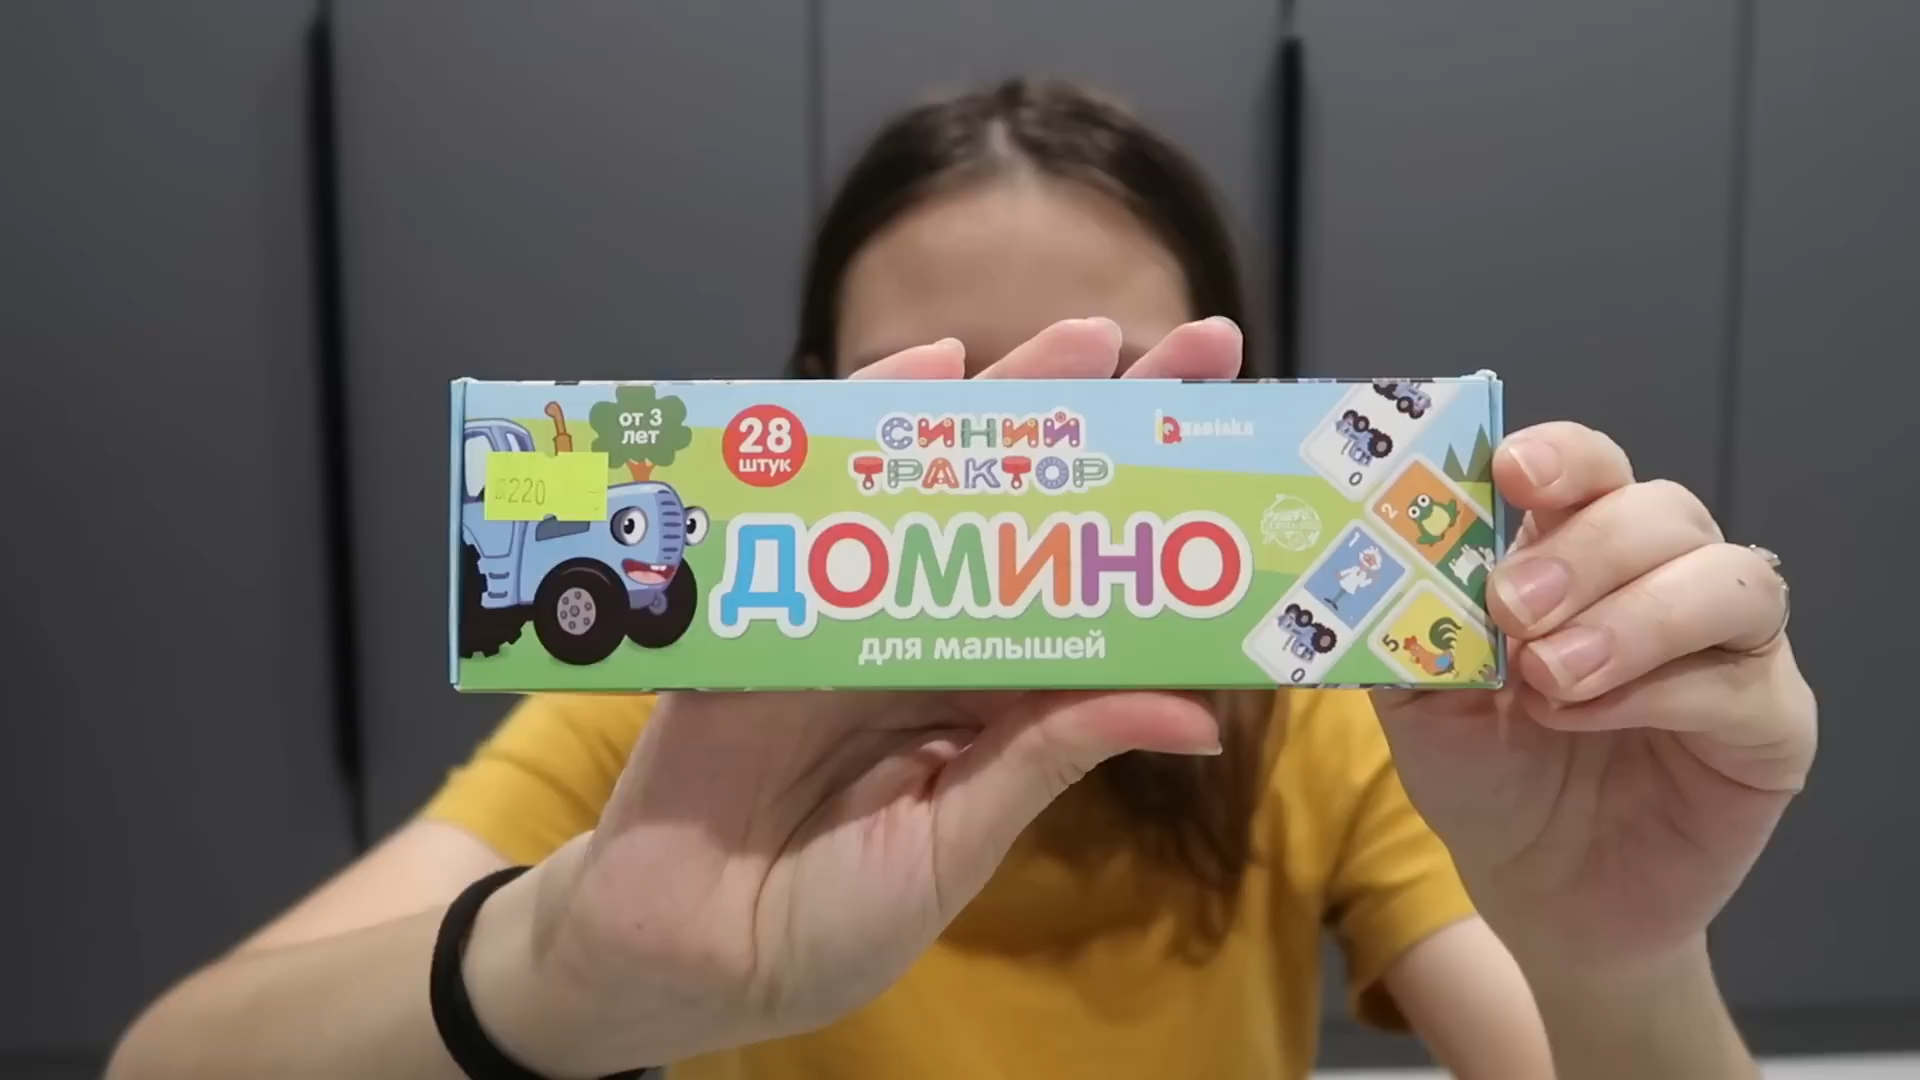 от 3
лет
28
штук
СИНИЙ
ТРАКТОР
220
ДОМИНО
для малышей
0
2
1
5
0